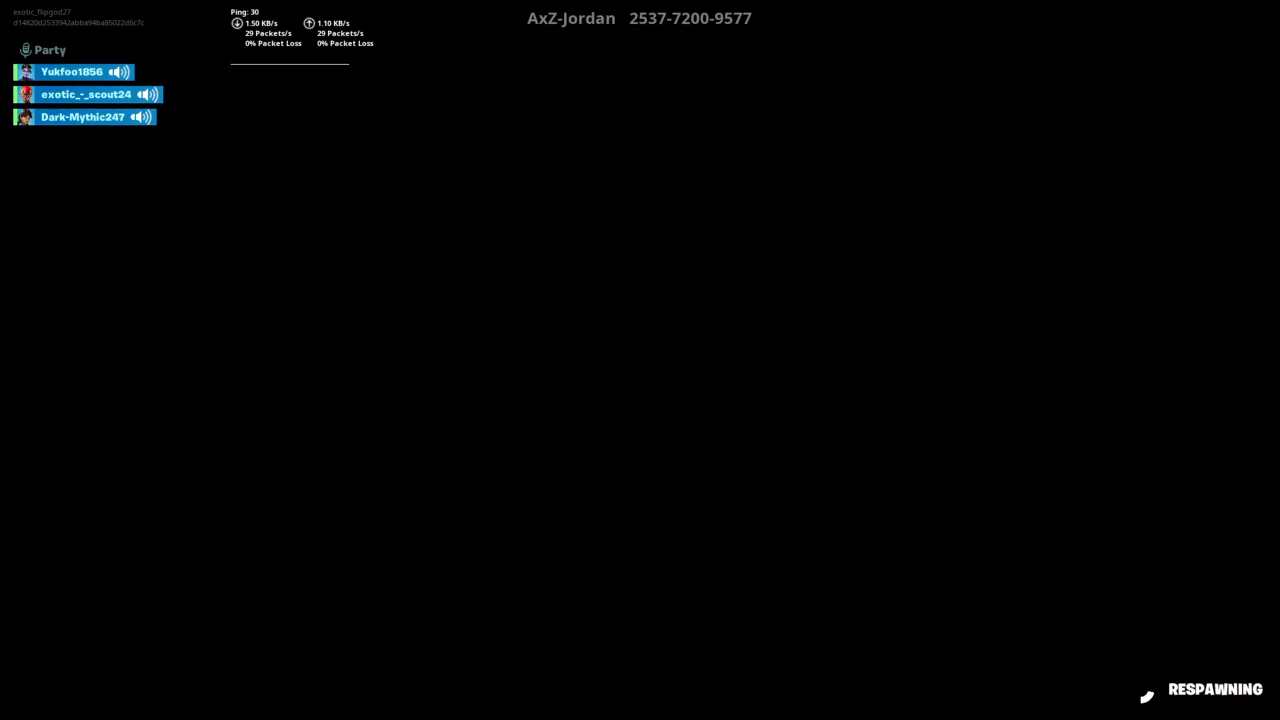 exotic_flipgod27
d14820d2533942abba94ba85022d6c7c
Party
Yukfoo1856
exotic_-_scout24
Dark-Mythic247
Ping: 30
1.50 KB/s 1.10 KB/s
29 Packets/s 29 Packets/s
0% Packet Loss 0% Packet Loss
AxZ-Jordan 2537-7200-9577
RESPAWNING